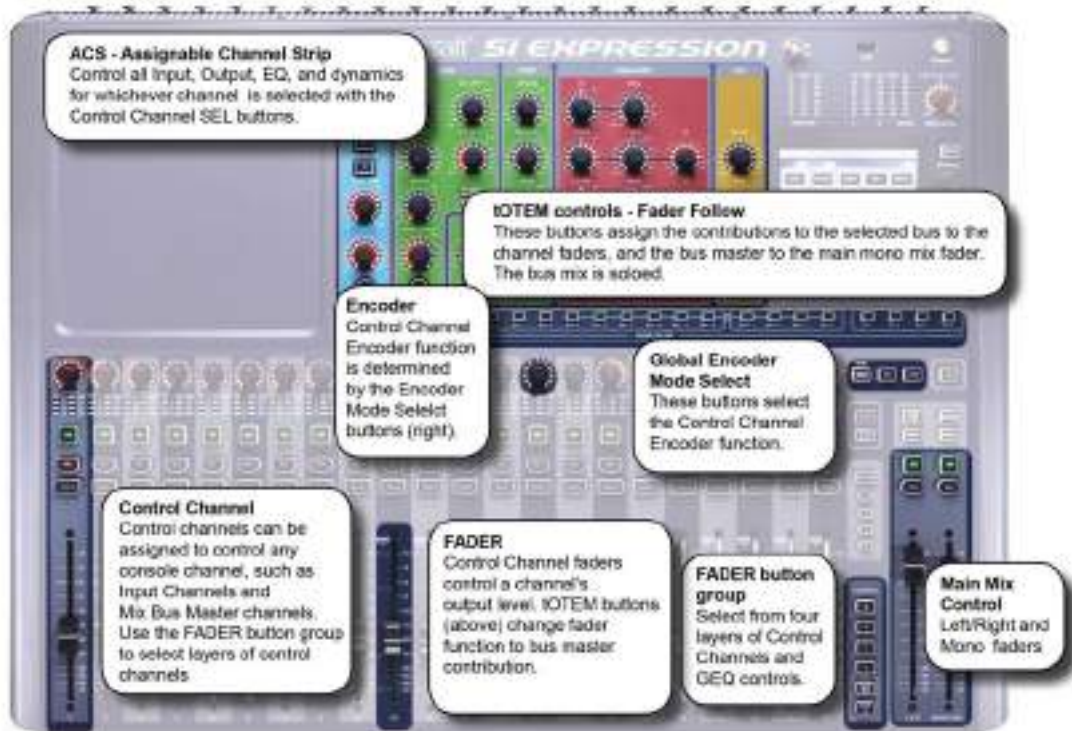 SI EXPRESSION
ACS - Assignable Channel Strip
Control all Input, Output, EQ, and dynamics
for whichever channel is selected with the
Control Channel SEL buttons.
tOTEM controls - Fader Follow
These buttons assign the contributions to the selected bus to the
channel faders, and the bus master to the main mono mix fader.
The bus mix is soloed.
Encoder
Control Channel
Encoder function
is determined
by the Encoder
Mode Selelct
buttons (right).
Global Encoder
Mode Select
These buttons select
the Control Channel
Encoder function.
Control Channel
Control channels can be
assigned to control any
console channel, such as
Input Channels and
Mix Bus Master channels.
Use the FADER button group
to select layers of control
channels
FADER
Control Channel faders
control a channel's
output level. tOTEM buttons
(above) change fader
function to bus master
contribution.
FADER button
group
Select from four
layers of Control
Channels and
GEQ controls.
Main Mix
Control
Left/Right and
Mono faders